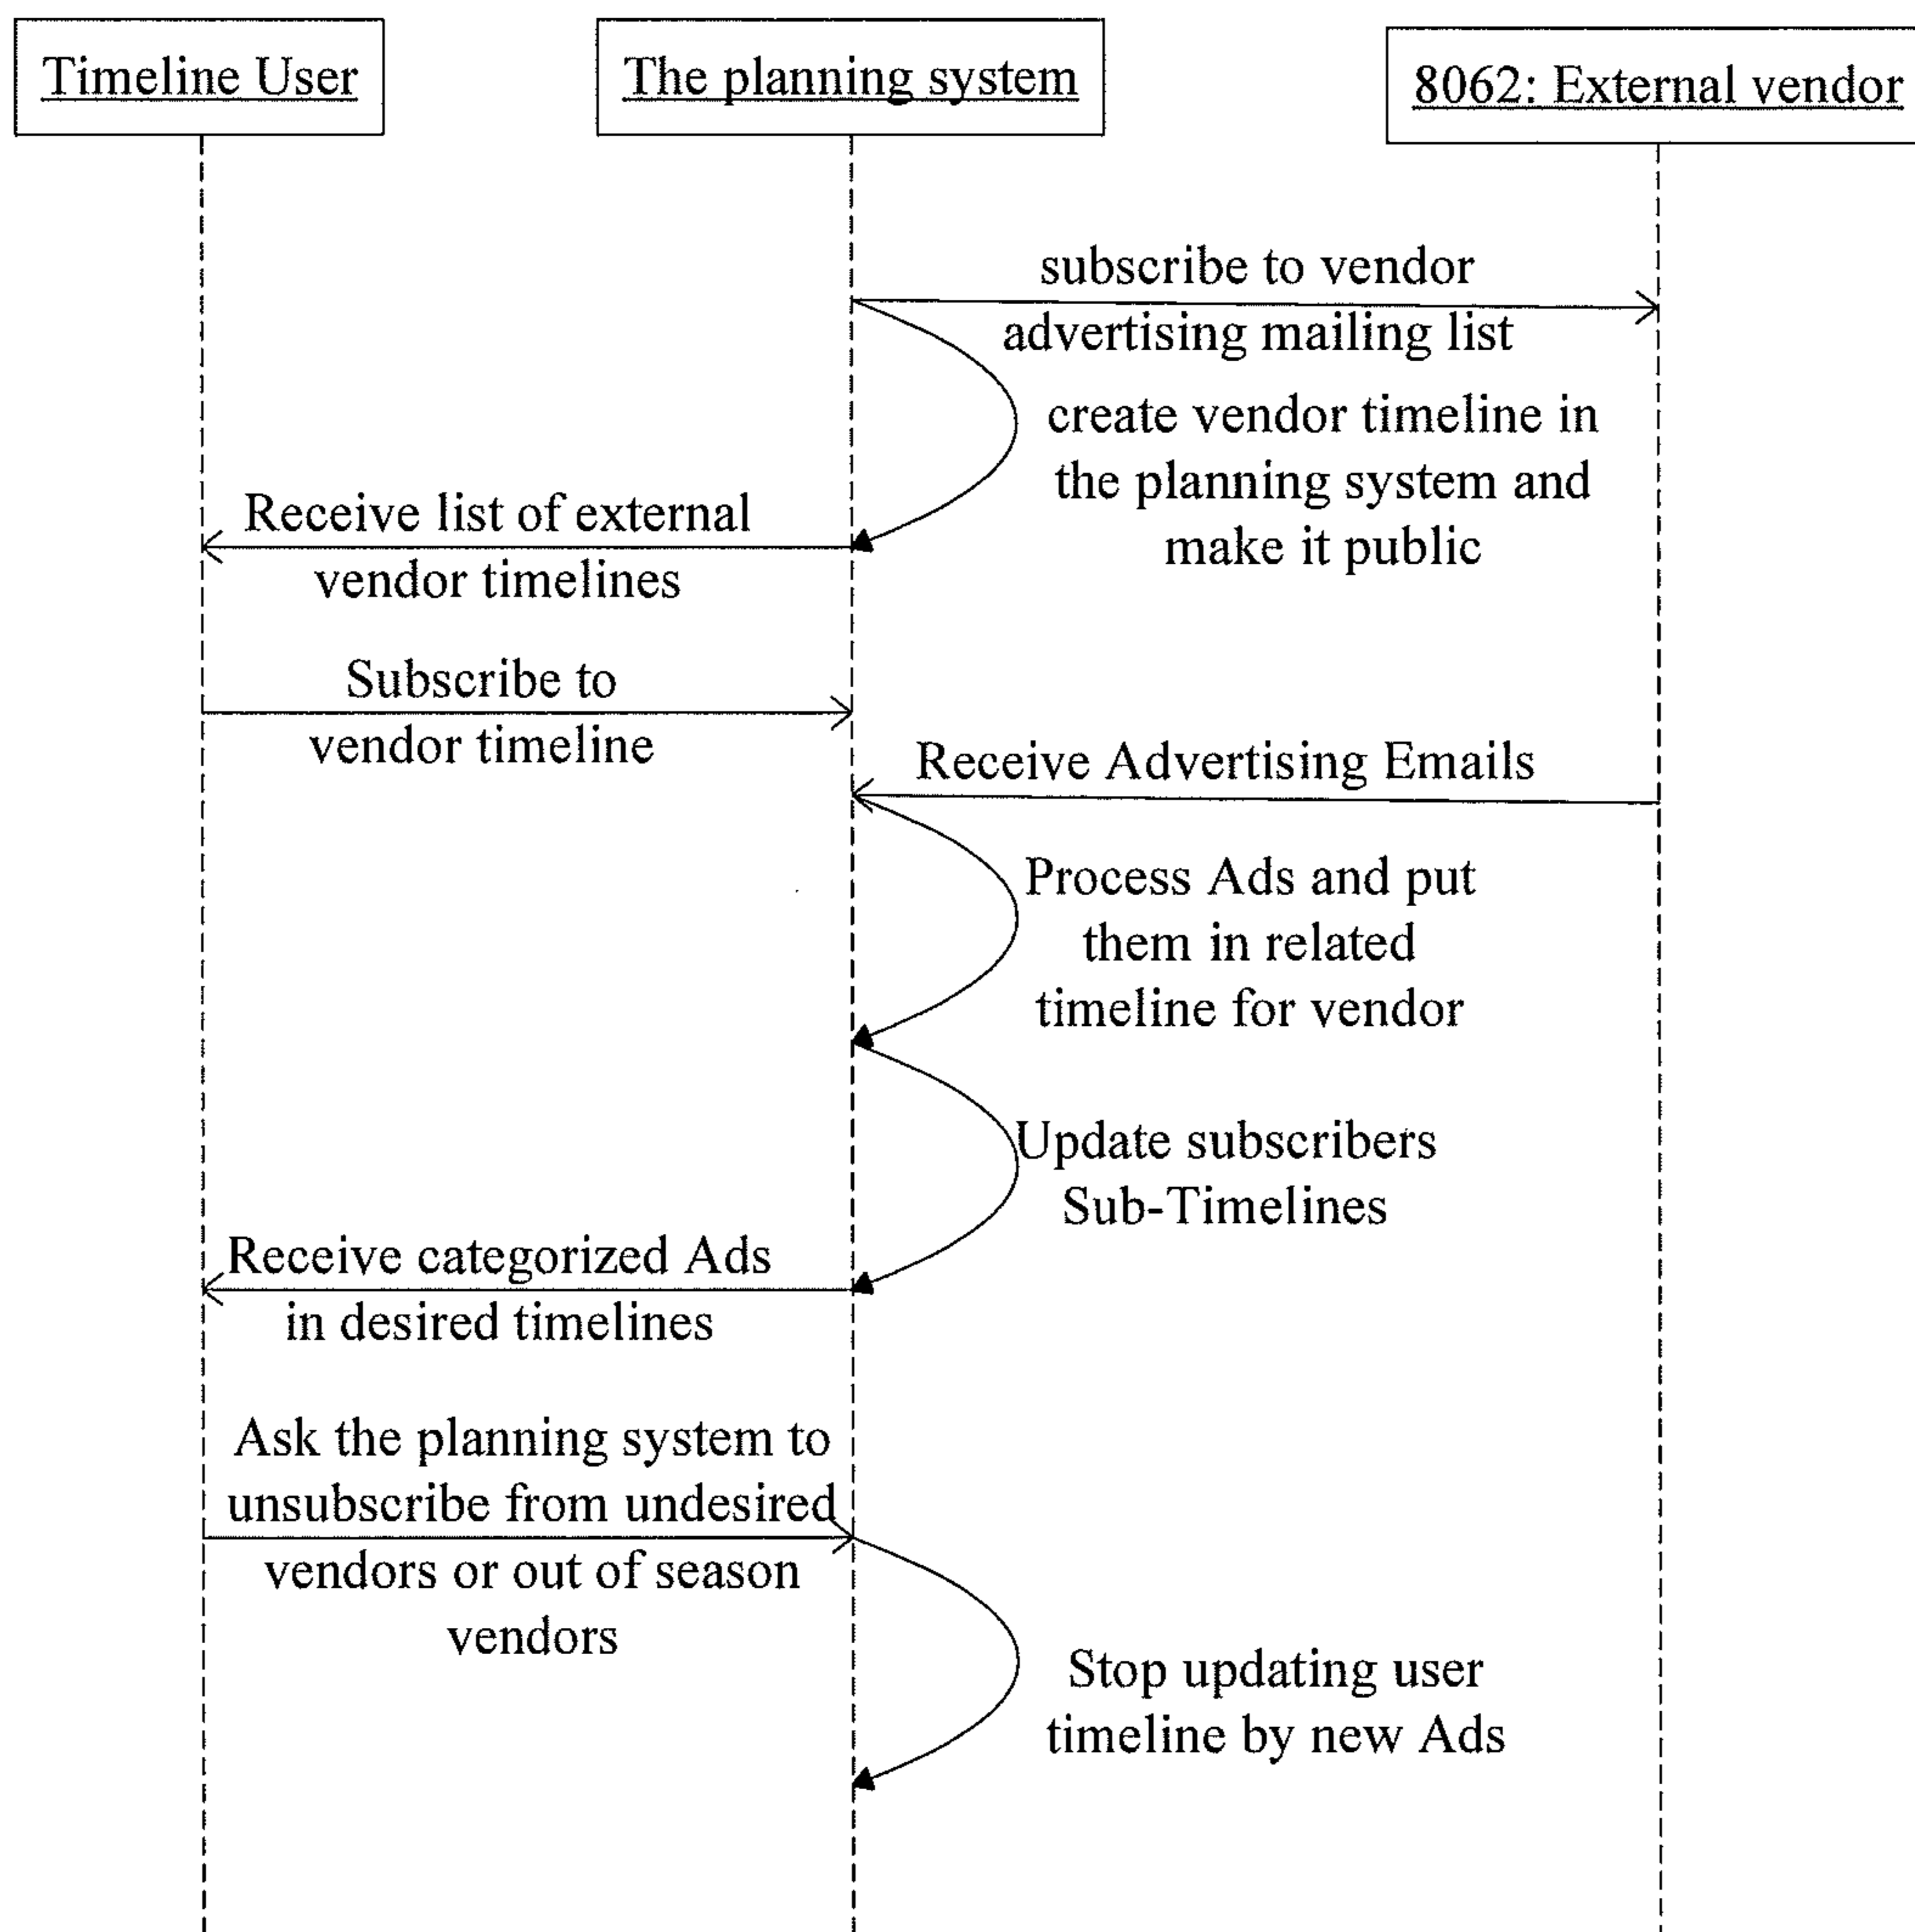 Timeline User
The planning system
8062: External vendor
subscribe to vendor
advertising mailing list
create vendor timeline in
the planning system and
make it public
Receive list of external
vendor timelines
Subscribe to
vendor timeline
Receive Advertising Emails
Process Ads and put
them in related
timeline for vendor
Update subscribers
Sub-Timelines
Receive categorized Ads
in desired timelines
Ask the planning system to
unsubscribe from undesired
vendors or out of season
vendors
Stop updating user
timeline by new Ads